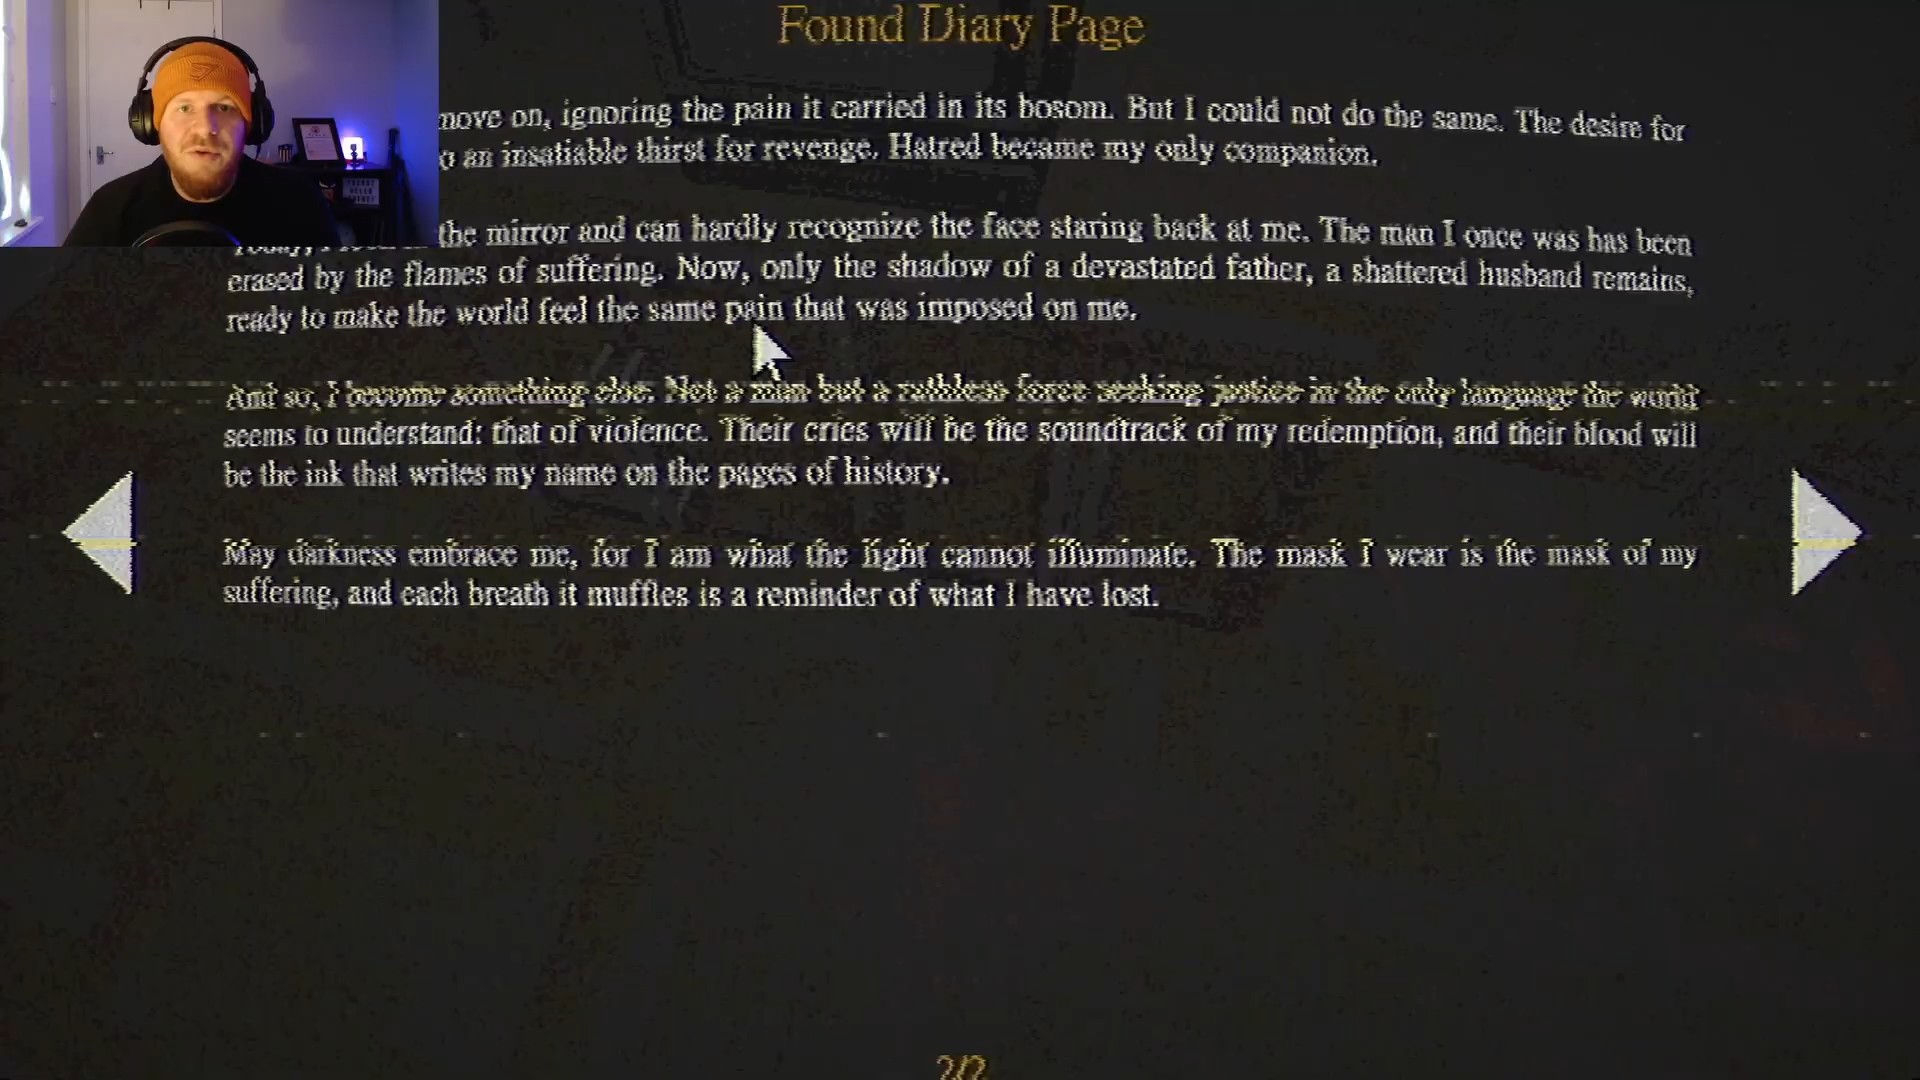 Found Diary Page
move on, ignoring the pain it carried in its bosom. But I could not do the same. The desire for
an insatiable thirst for revenge. Hatred became my only companion.
the mirror and can hardly recognize the face staring back at me. The man I once was has been
erased by the flames of suffering. Now, only the shadow of a devastated father, a shattered husband remains,
ready to make the world feel the same pain that was imposed on me.
And so, I become something else. Not a man but a ruthless force seeking justice in the only language the world
seems to understand: that of violence. Their cries will be the soundtrack of my redemption, and their blood will
be the ink that writes my name on the pages of history.
May darkness embrace me, for I am what the light cannot illuminate. The mask I wear is the mask of my
suffering, and each breath it muffles is a reminder of what I have lost.
2/2